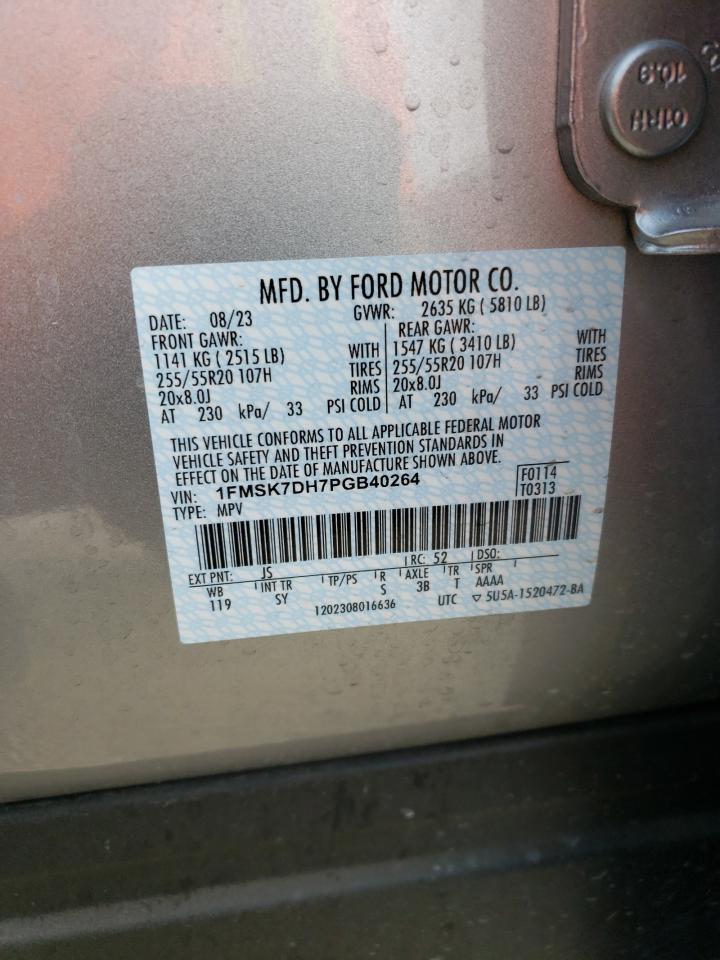 10.9
01RH
MFD. BY FORD MOTOR CO.
DATE: 08/23 GVWR: 2635 KG ( 5810 LB)
FRONT GAWR: REAR GAWR:
1141 KG ( 2515 LB) WITH 1547 KG ( 3410 LB) WITH
255/55R20 107H TIRES 255/55R20 107H TIRES
20x8.0J RIMS 20x8.0J RIMS
AT 230 kPa/ 33 PSI COLD AT 230 kPa/ 33 PSI COLD
THIS VEHICLE CONFORMS TO ALL APPLICABLE FEDERAL MOTOR
VEHICLE SAFETY AND THEFT PREVENTION STANDARDS IN
EFFECT ON THE DATE OF MANUFACTURE SHOWN ABOVE.
VIN: 1FMSK7DH7PGB40264 F0114
TYPE: MPV T0313
EXT PNT: JS RC: 52 DSO:
WB INT TR TP/PS R AXLE TR SPR
119 SY S 3B T AAAA
1202308016636 UTC ▽ 5U5A-1520472-BA